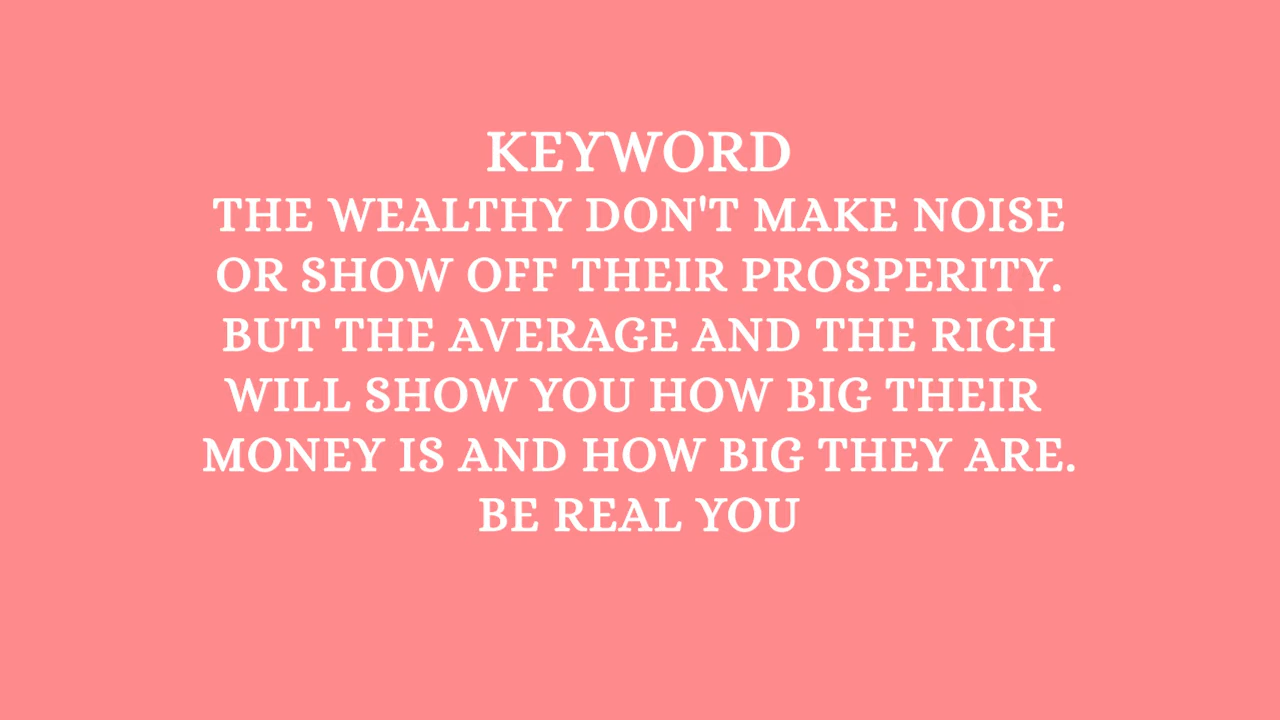 KEYWORD
THE WEALTHY DON'T MAKE NOISE
OR SHOW OFF THEIR PROSPERITY.
BUT THE AVERAGE AND THE RICH
WILL SHOW YOU HOW BIG THEIR
MONEY IS AND HOW BIG THEY ARE.
BE REAL YOU